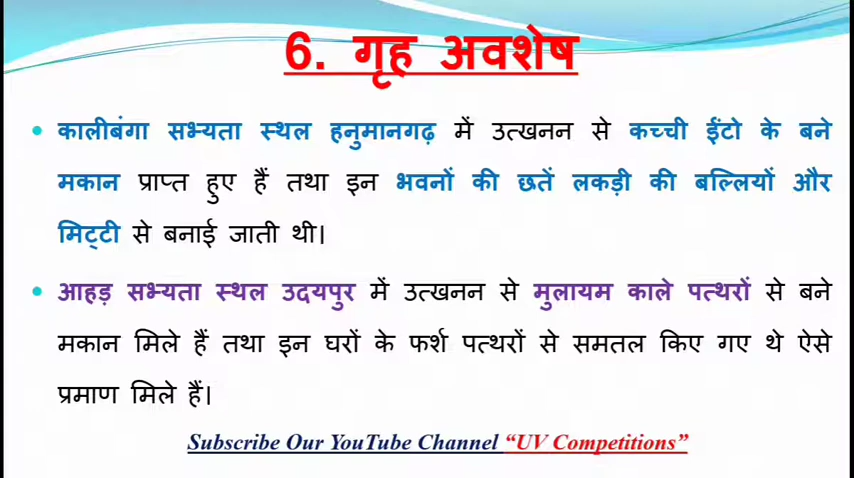 6. गृह अवशेष
• कालीबंगा सभ्यता स्थल हनुमानगढ़ में उत्खनन से कच्ची ईंटो के बने
मकान प्राप्त हुए हैं तथा इन भवनों की छतें लकड़ी की बल्लियों और
मिट्टी से बनाई जाती थी।
• आहड़ सभ्यता स्थल उदयपुर में उत्खनन से मुलायम काले पत्थरों से बने
मकान मिले हैं तथा इन घरों के फर्श पत्थरों से समतल किए गए थे ऐसे
प्रमाण मिले हैं।
Subscribe Our YouTube Channel “UV Competitions”